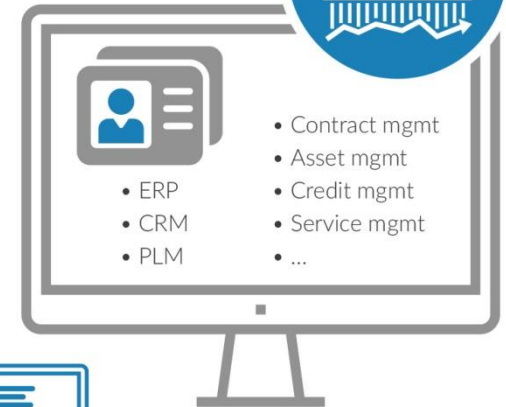 • ERP
• CRM
• PLM
• Contract mgmt
• Asset mgmt
• Credit mgmt
• Service mgmt
• ...